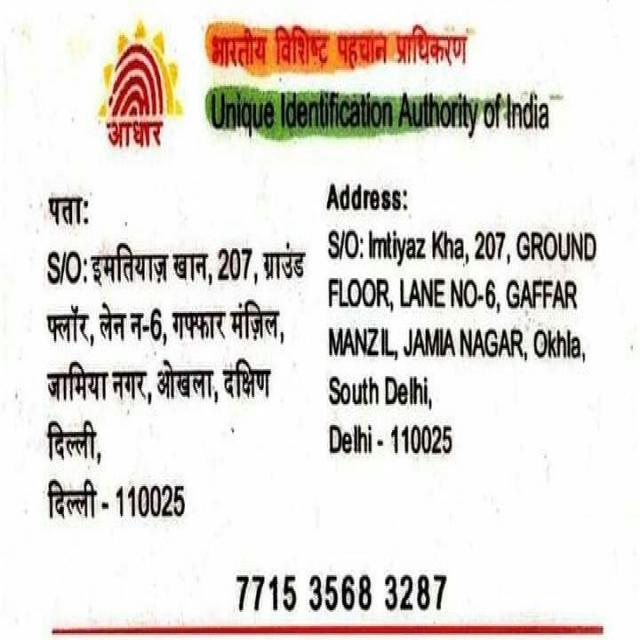 आधार
भारतीय विशिष्ट पहचान प्राधिकरण
Unique Identification Authority of India
पता:
S/O: इमतियाज़ खान, 207, ग्राउंड
फ्लॉर, लेन न-6, गफ्फार मंज़िल,
जामिया नगर, ओखला, दक्षिण
दिल्ली,
दिल्ली - 110025
Address:
S/O: Imtiyaz Kha, 207, GROUND
FLOOR, LANE NO-6, GAFFAR
MANZIL, JAMIA NAGAR, Okhla,
South Delhi,
Delhi - 110025
7715 3568 3287